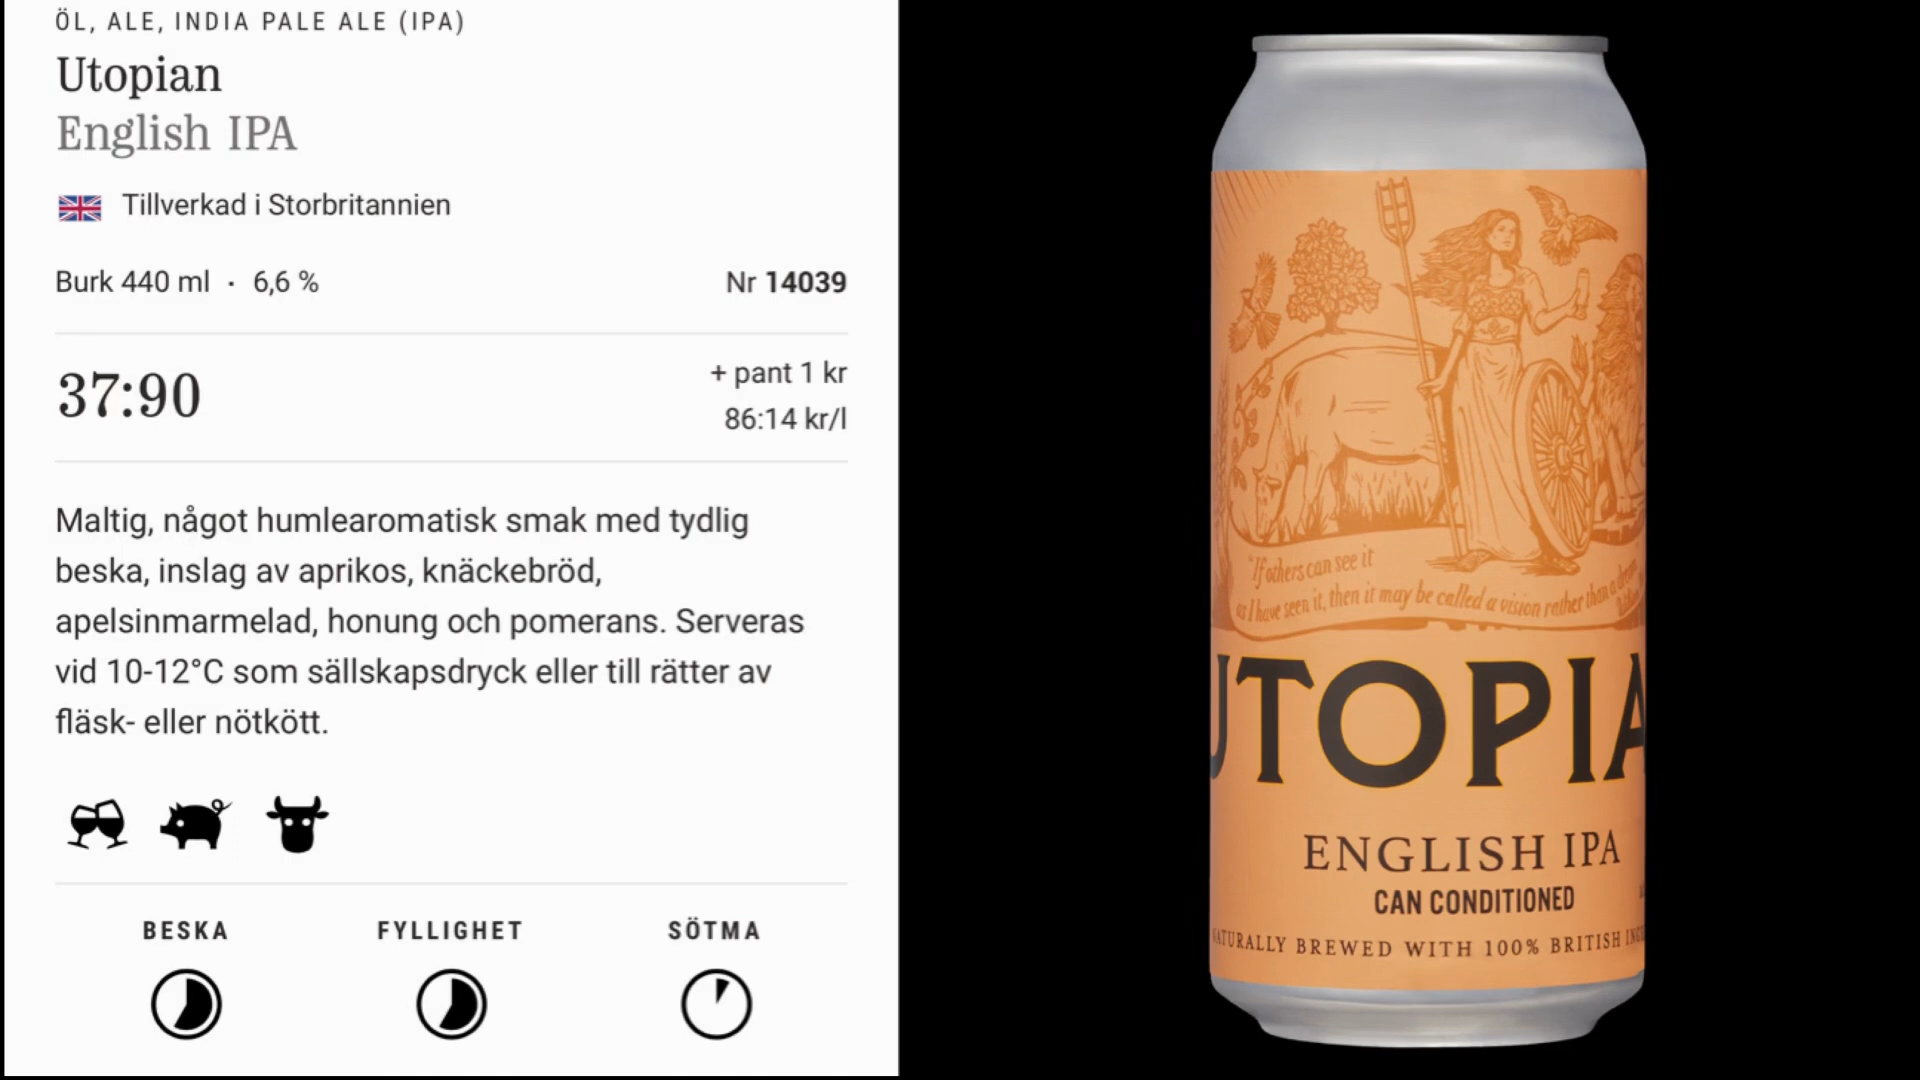 ÖL, ALE, INDIA PALE ALE (IPA)
Utopian
English IPA
Tillverkad i Storbritannien
Burk 440 ml · 6,6 %
Nr 14039
37:90
+ pant 1 kr
86:14 kr/l
Maltig, något humlearomatisk smak med tydlig
beska, inslag av aprikos, knäckebröd,
apelsinmarmelad, honung och pomerans. Serveras
vid 10-12°C som sällskapsdryck eller till rätter av
fläsk- eller nötkött.
BESKA FYLLIGHET SÖTMA
"If others can see it
as I have seen it, then it may be called a vision rather than a dream
UTOPIA
ENGLISH IPA
CAN CONDITIONED
NATURALLY BREWED WITH 100% BRITISH